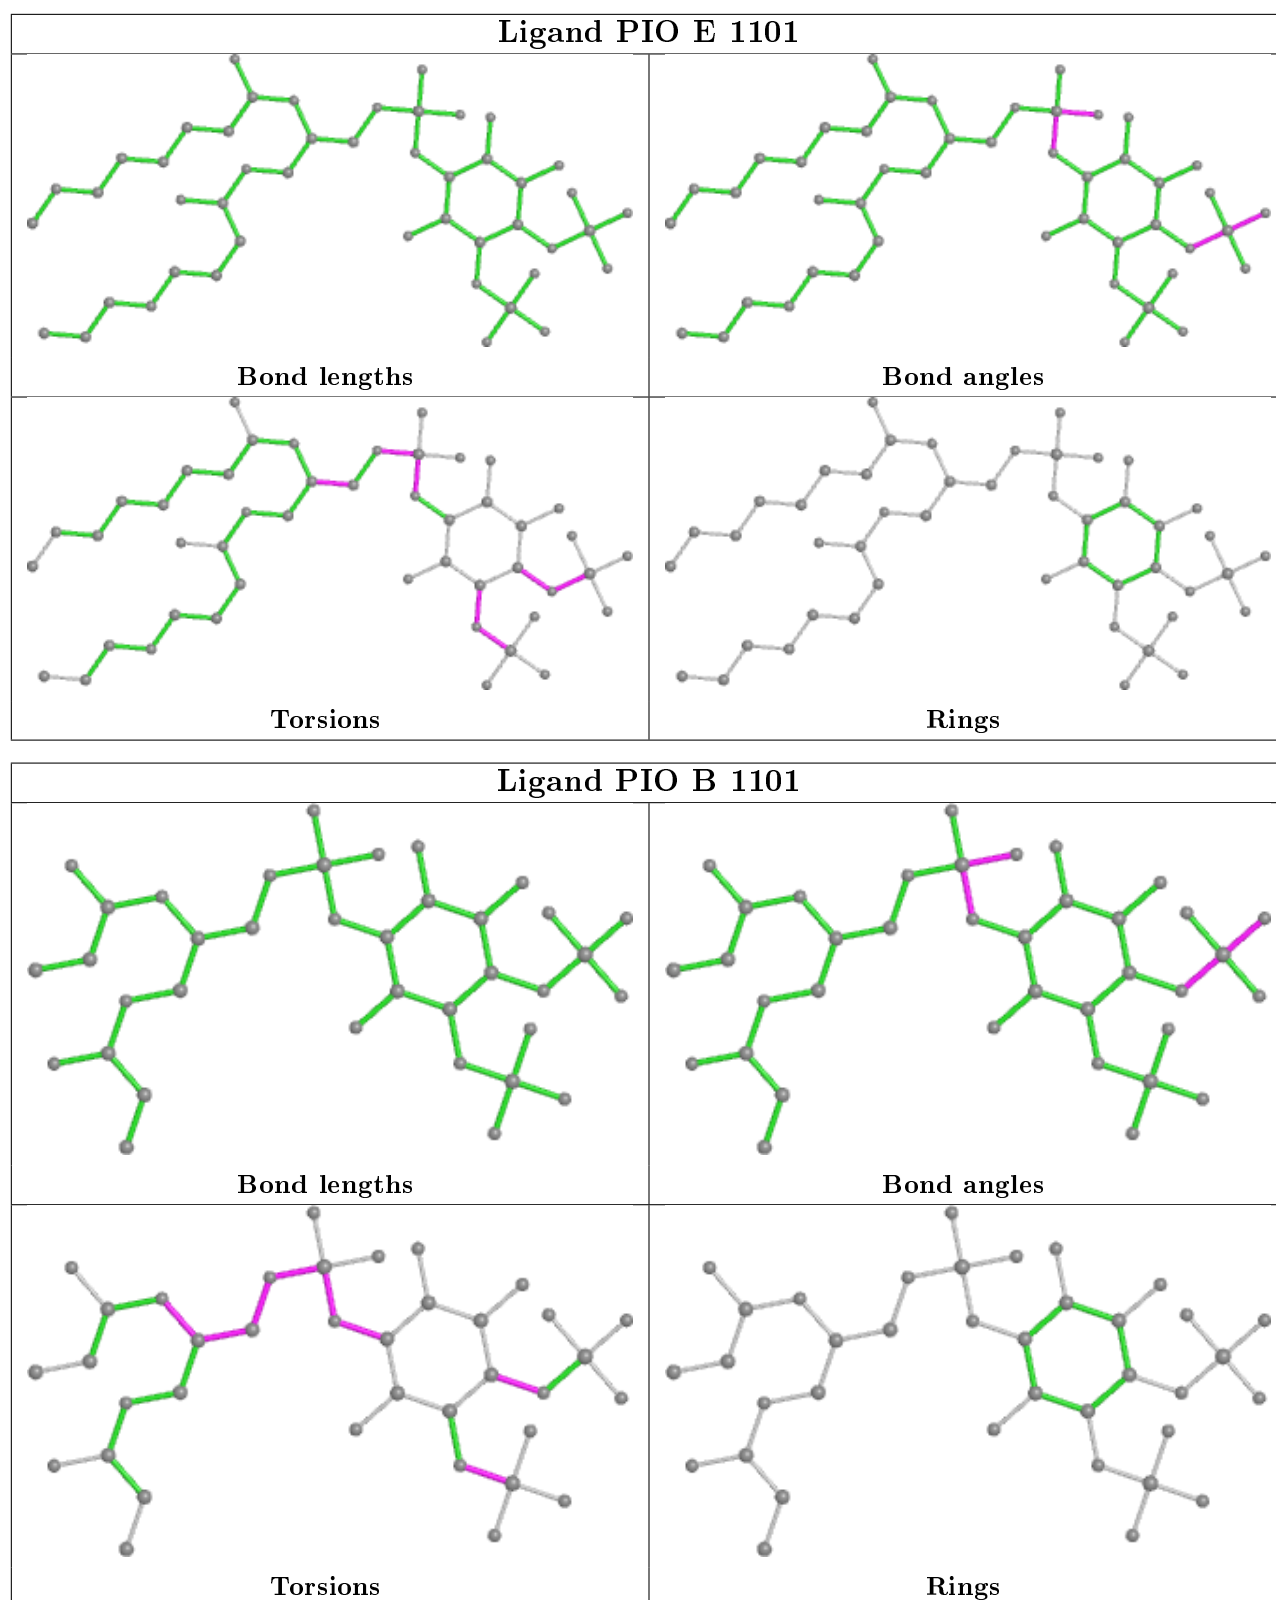 Ligand PIO E 1101
Bond lengths
Bond angles
Torsions
Rings
Ligand PIO B 1101
Bond lengths
Bond angles
Torsions
Rings